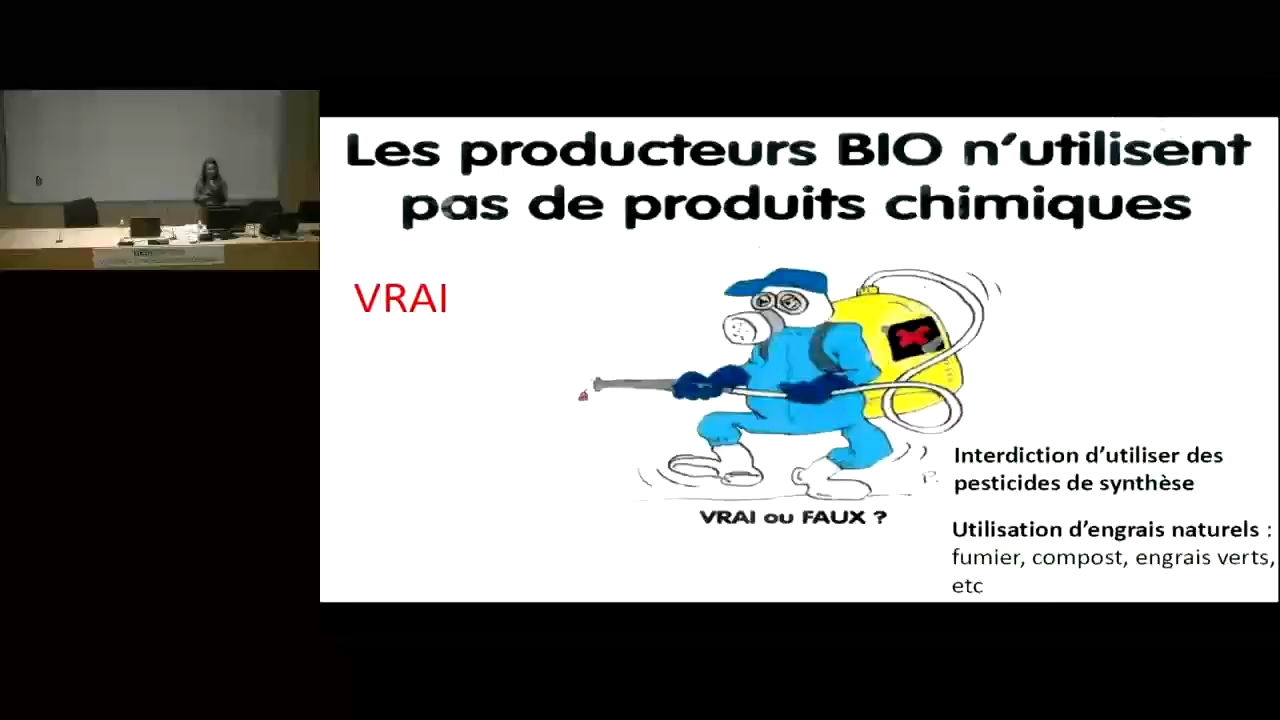 Les producteurs BIO n'utilisent
pas de produits chimiques
VRAI
Interdiction d'utiliser des
pesticides de synthèse
VRAI ou FAUX ?
Utilisation d'engrais naturels :
fumier, compost, engrais verts,
etc